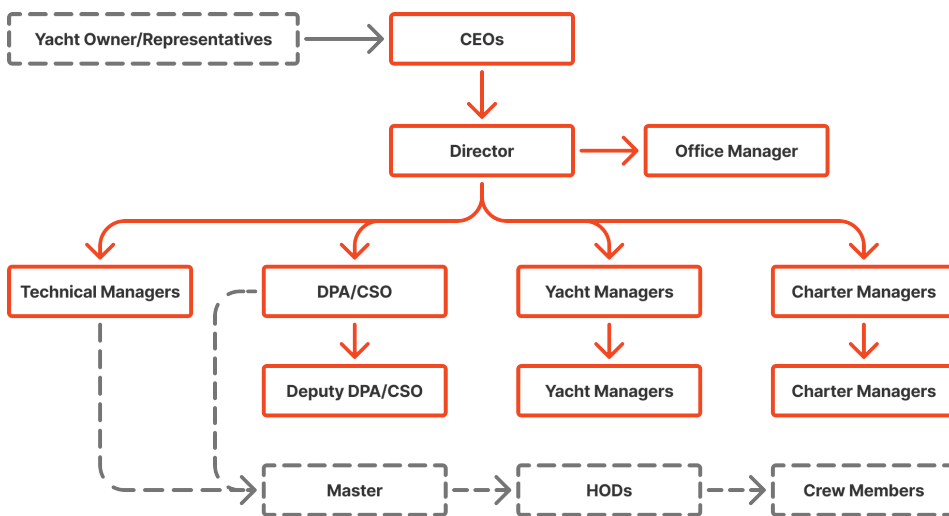 Yacht Owner/Representatives
CEOs
Director
Office Manager
Technical Managers
DPA/CSO
Yacht Managers
Charter Managers
Deputy DPA/CSO
Yacht Managers
Charter Managers
Master
HODs
Crew Members